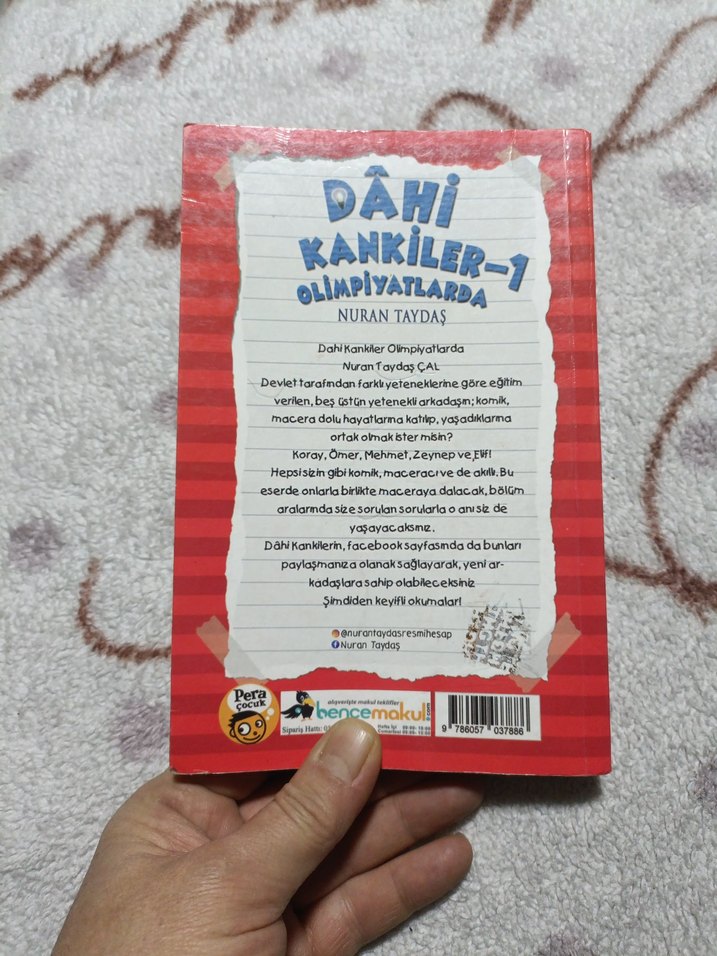 DÂHİ
KANKİLER-1
OLİMPİYATLARDA
NURAN TAYDAŞ
Dahi Kankiler Olimpiyatlarda
Nuran Taydaş ÇAL
Devlet tarafından farklı yeteneklerine göre eğitim
verilen, beş üstün yetenekli arkadaşın; komik,
macera dolu hayatlarına katılıp, yaşadıklarına
ortak olmak ister misin?
Koray, Ömer, Mehmet, Zeynep ve Elif!
Hepsi sizin gibi komik, maceracı ve de akıllı. Bu
eserde onlarla birlikte maceraya dalacak, bölüm
aralarında size sorulan sorularla o anı siz de
yaşayacaksınız.
Dâhi Kankilerin, facebook sayfasında da bunları
paylaşmanıza olanak sağlayarak, yeni ar-
kadaşlara sahip olabileceksiniz
Şimdiden keyifli okumalar!
@nurantaydasresmihesap
Nuran Taydaş
Pera
çocuk
alışverişte makul teklifler
bencemakul.com
Sipariş Hattı:
Hafta İçi
Cumartesi
9 786057 037886